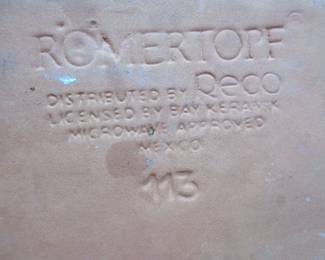 RÖMERTOPF®
DISTRIBUTED BY Reco
LICENSED BY BAY KERAMIK
MICROWAVE APPROVED
MEXICO
113